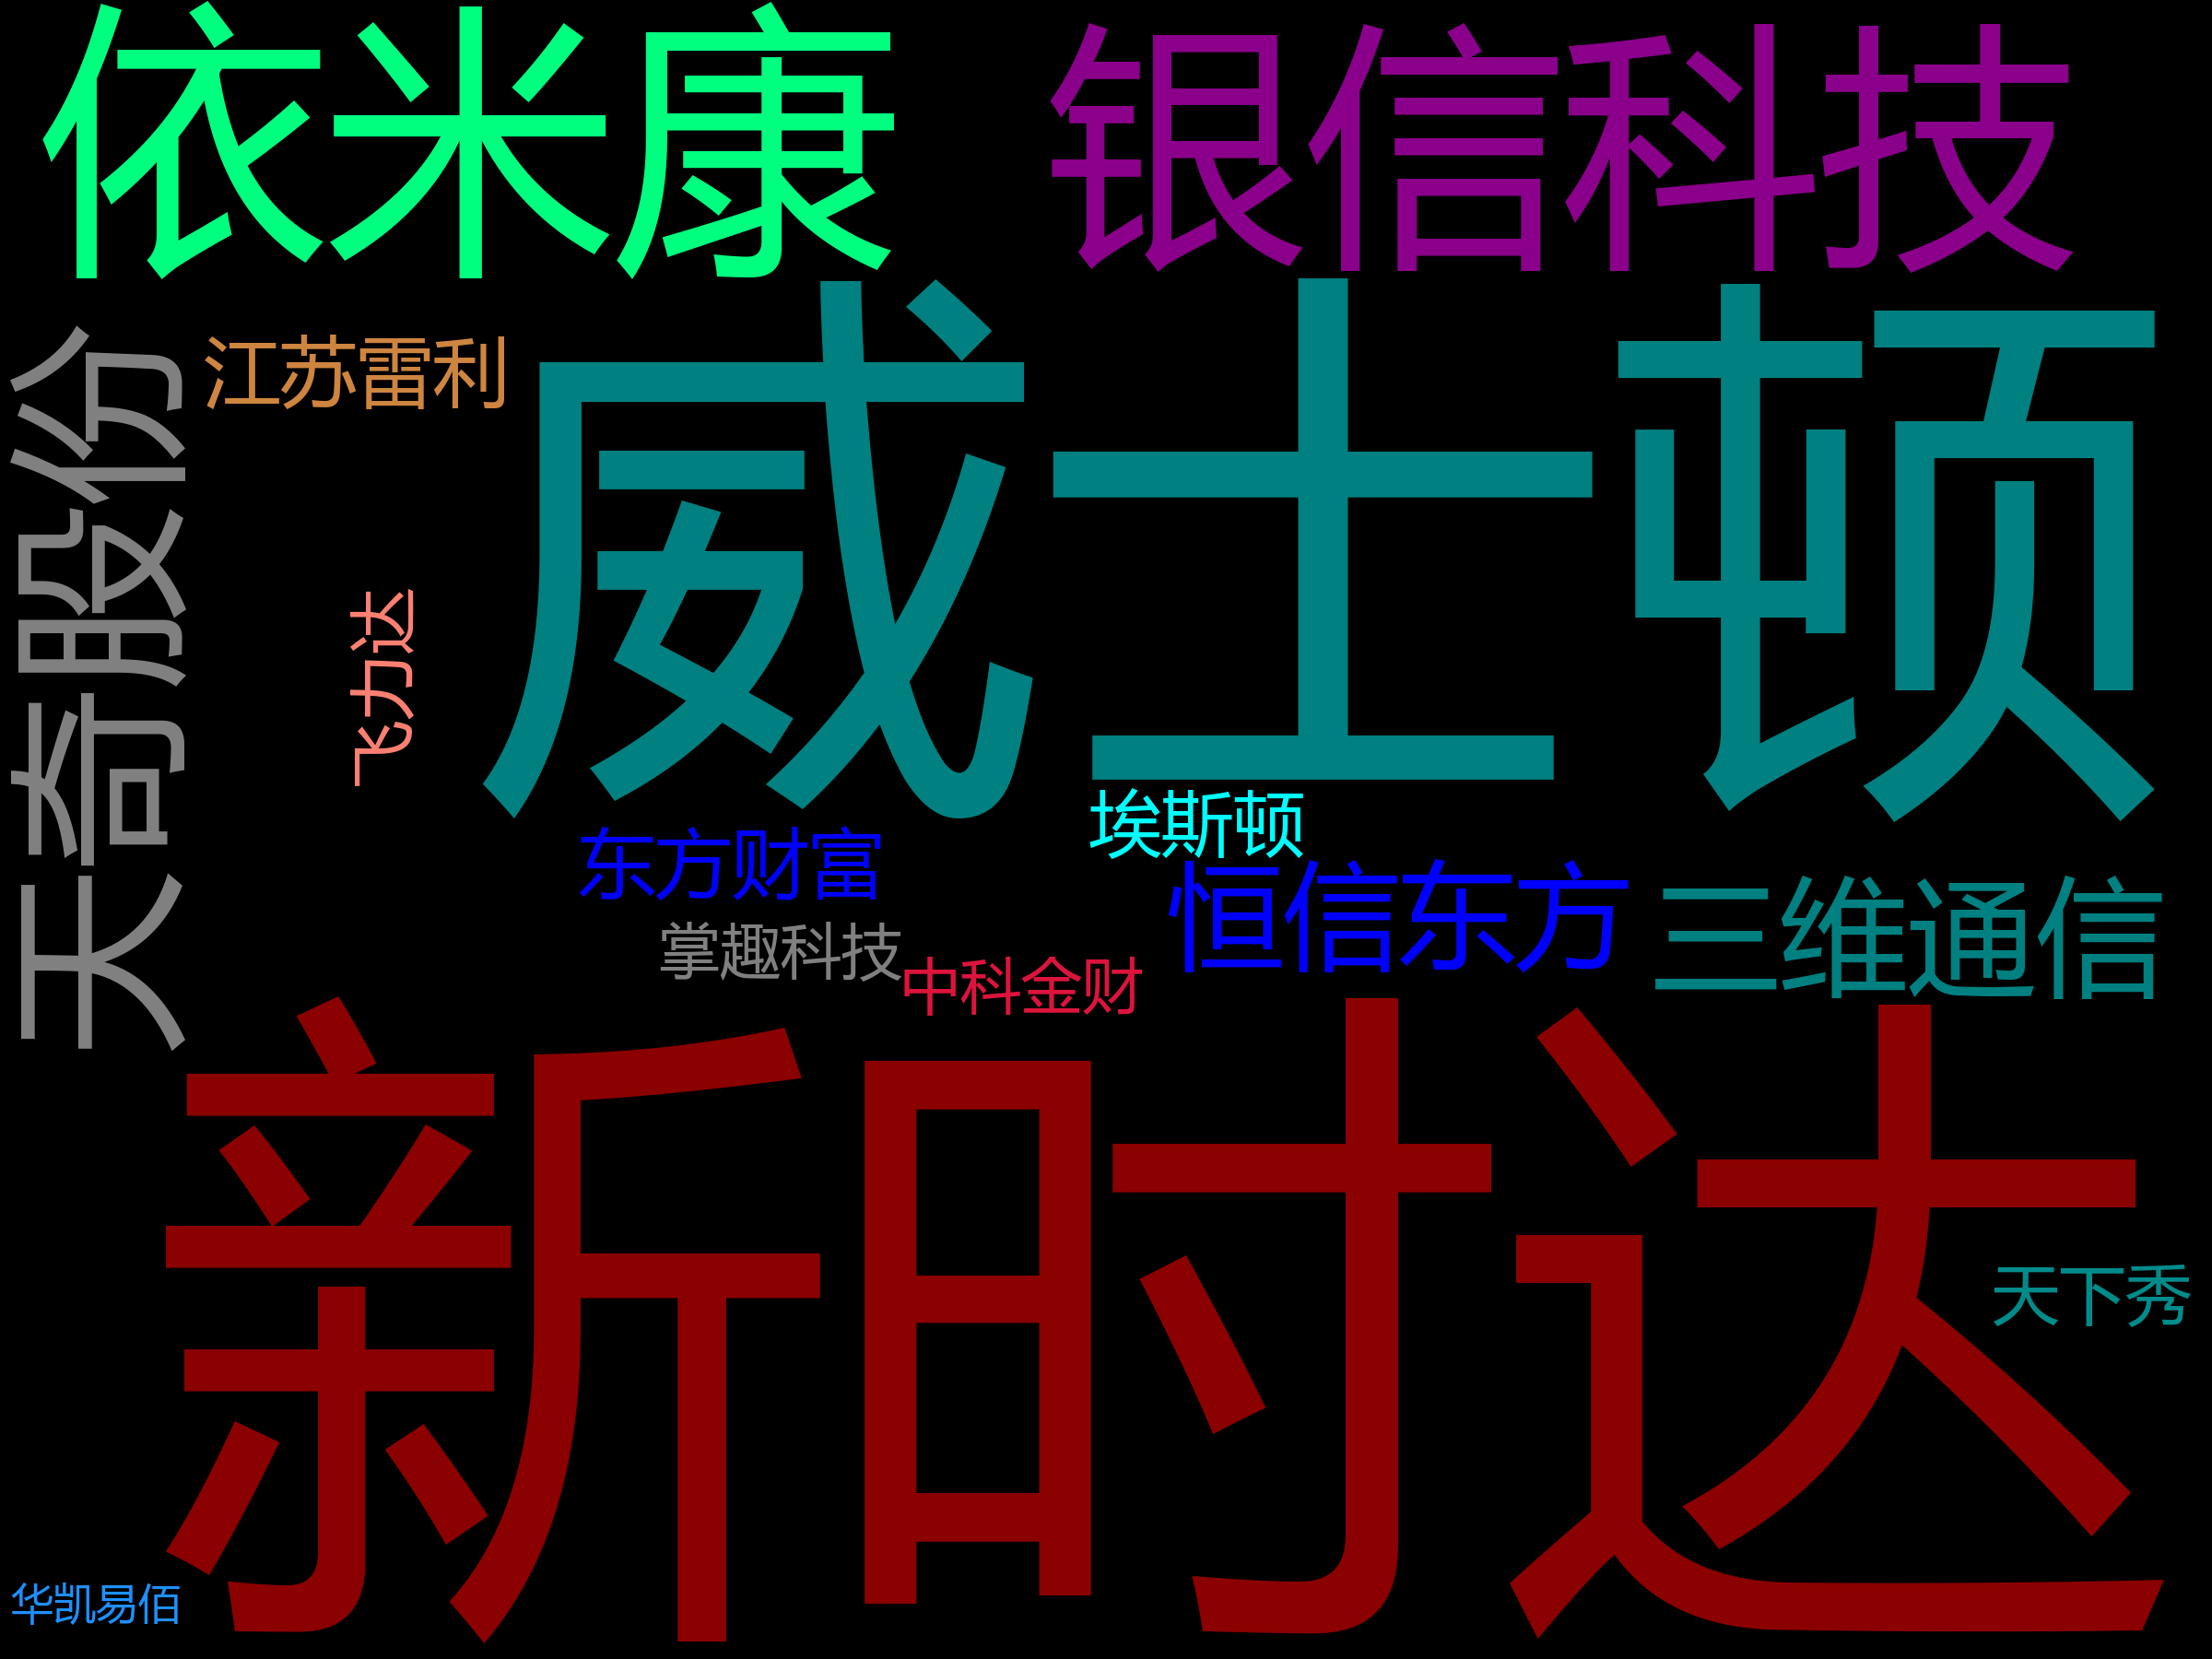 依米康
银信科技
威士顿
江苏雷利
天奇股份
飞力达
埃斯顿
东方财富
恒信东方
三维通信
掌趣科技
中科金财
新时达
天下秀
华凯易佰